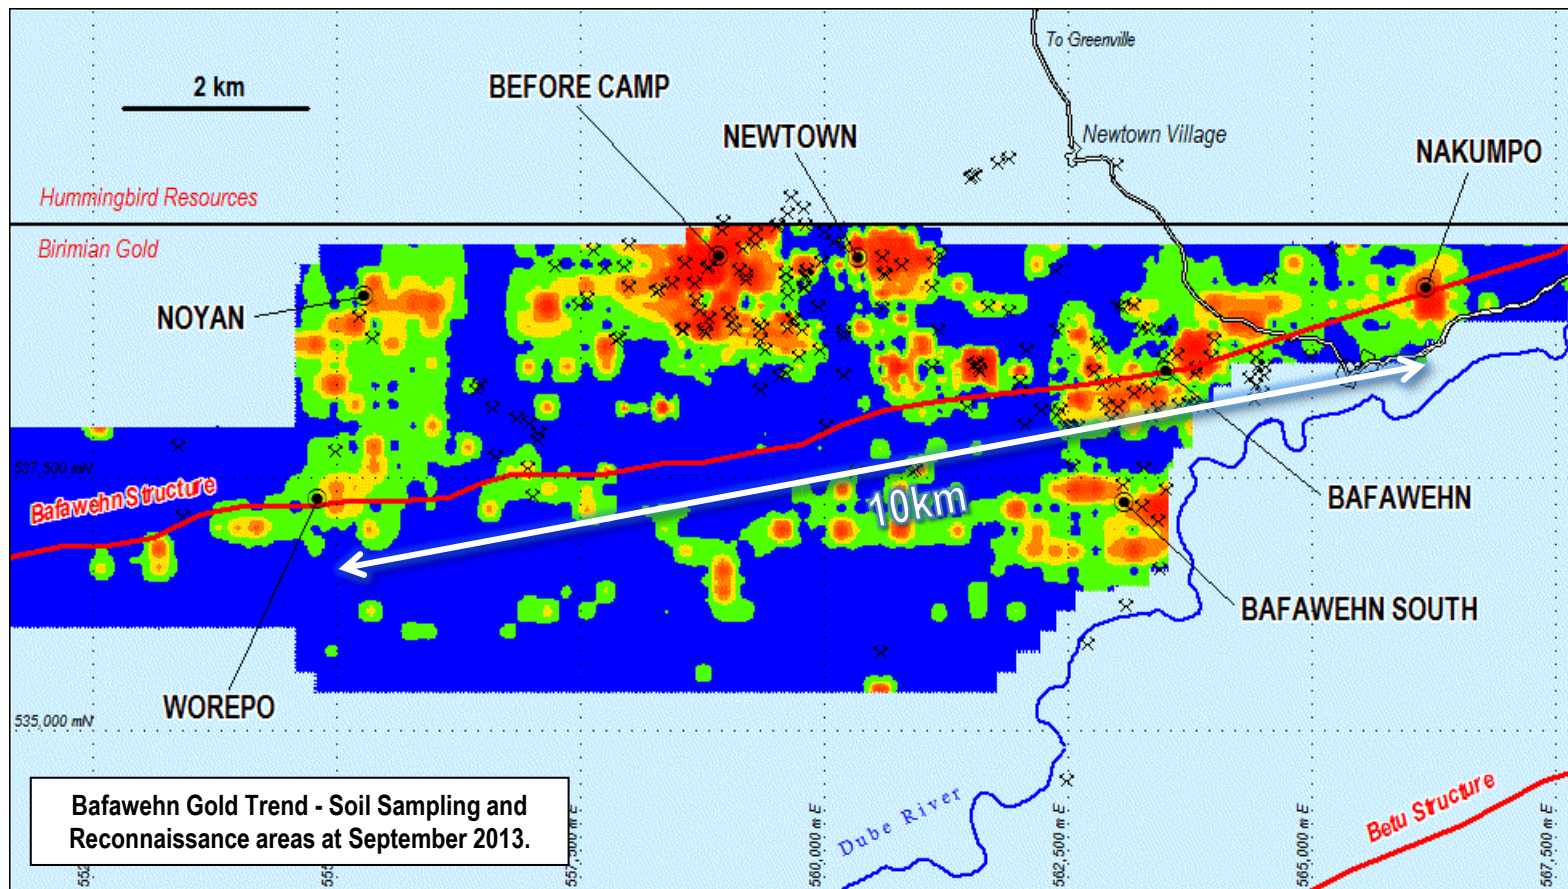 To Greenville
2 km
BEFORE CAMP
NEWTOWN
Newtown Village
NAKUMPO
Hummingbird Resources
Birimian Gold
NOYAN
537,500 mN
Bafawehn Structure
10km
BAFAWEHN
BAFAWEHN SOUTH
WOREPO
535,000 mN
Bafawehn Gold Trend - Soil Sampling and
Reconnaissance areas at September 2013.
Dube River
Betu Structure
560,000 m E
562,500 m E
565,000 m E
567,500 m E